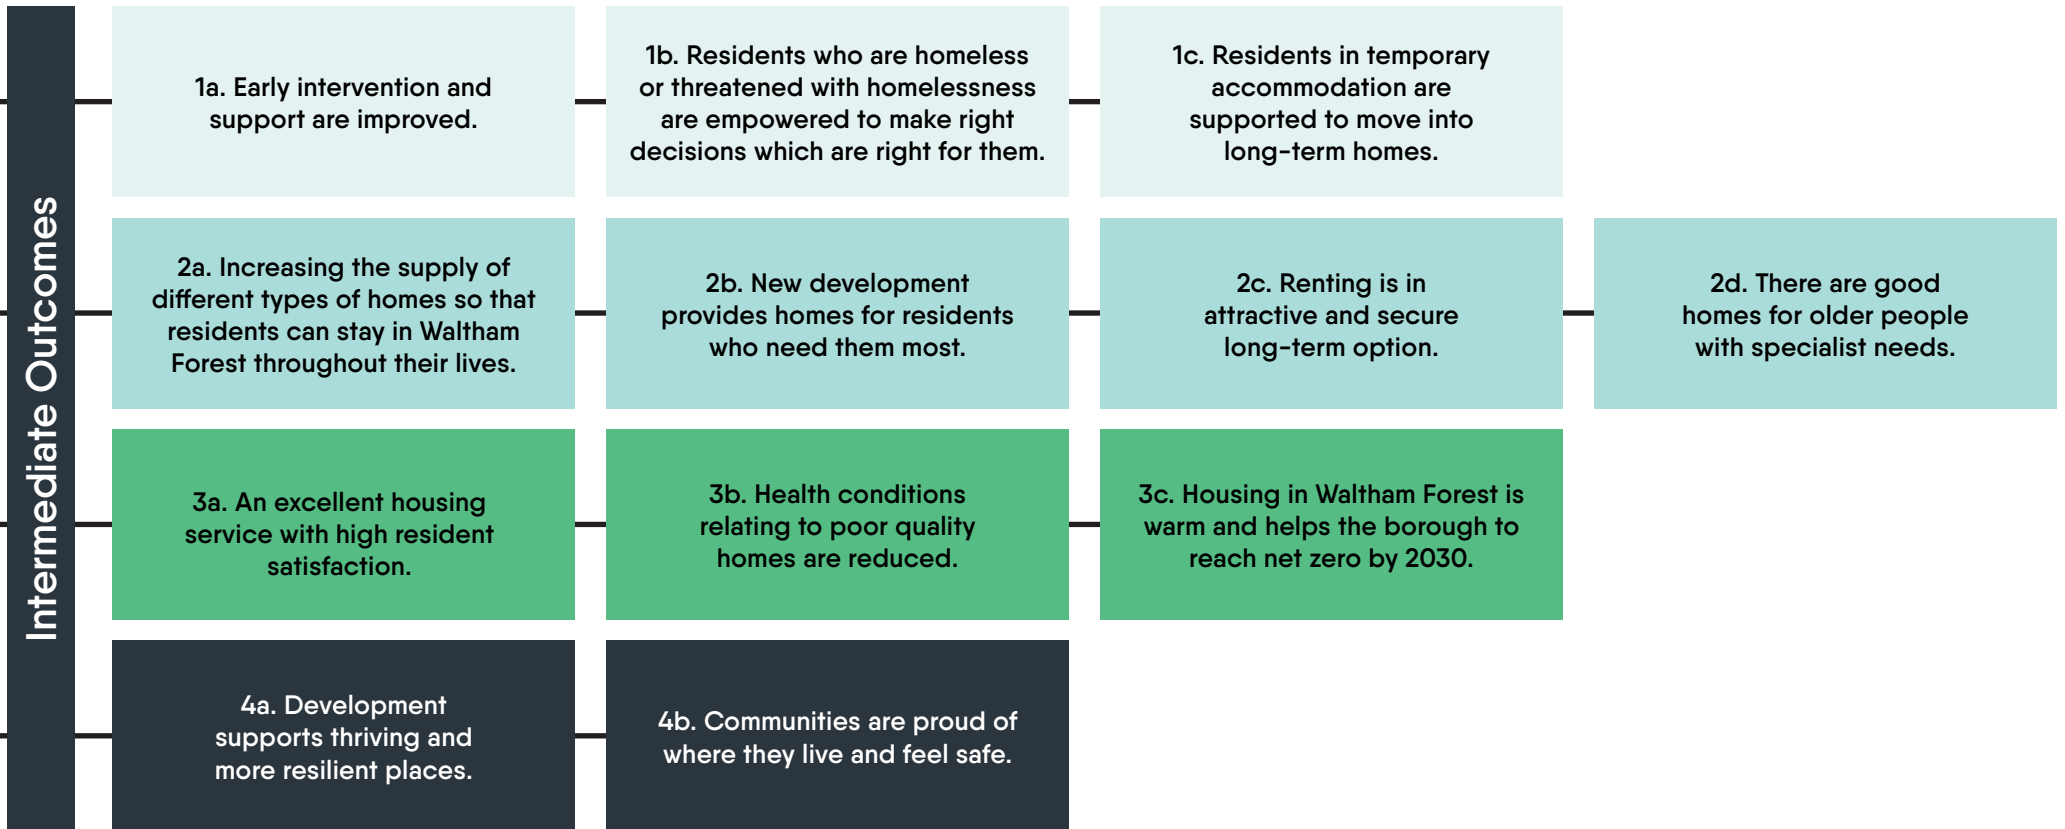 Intermediate Outcomes
1a. Early intervention and
support are improved.
1b. Residents who are homeless
or threatened with homelessness
are empowered to make right
decisions which are right for them.
1c. Residents in temporary
accommodation are
supported to move into
long-term homes.
2a. Increasing the supply of
different types of homes so that
residents can stay in Waltham
Forest throughout their lives.
2b. New development
provides homes for residents
who need them most.
2c. Renting is in
attractive and secure
long-term option.
2d. There are good
homes for older people
with specialist needs.
3a. An excellent housing
service with high resident
satisfaction.
3b. Health conditions
relating to poor quality
homes are reduced.
3c. Housing in Waltham Forest is
warm and helps the borough to
reach net zero by 2030.
4a. Development
supports thriving and
more resilient places.
4b. Communities are proud of
where they live and feel safe.